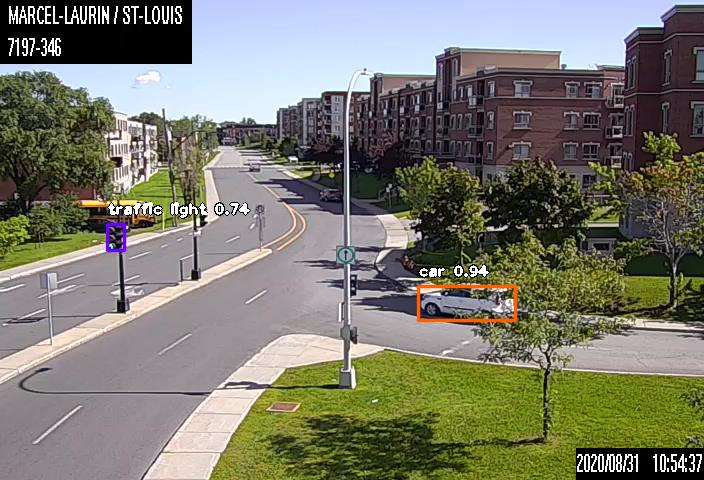 MARCEL-LAURIN / ST-LOUIS
7197-346
traffic light 0.74
car 0.94
2020/08/31 10:54:37